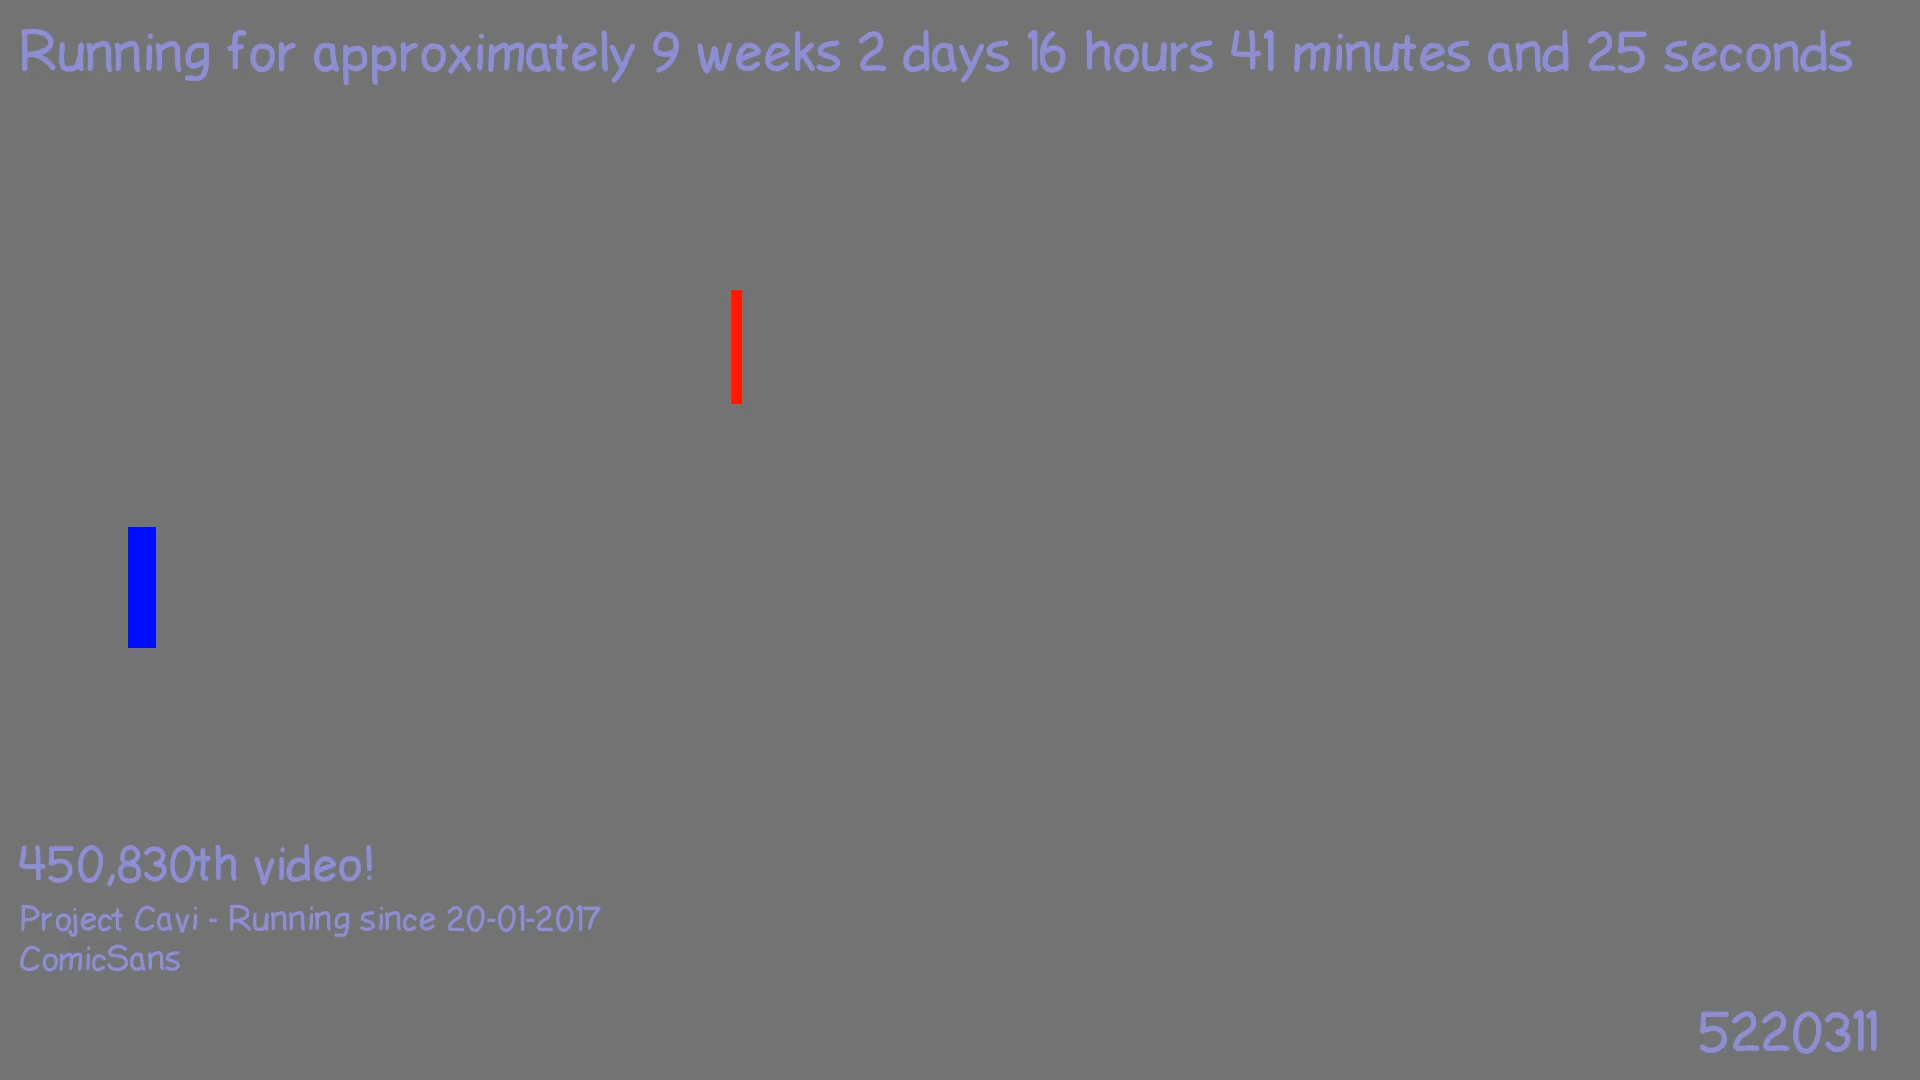 Running for approximately 9 weeks 2 days 16 hours 41 minutes and 25 seconds
450,830th video!
Project Cavi - Running since 20-01-2017
ComicSans
5220311